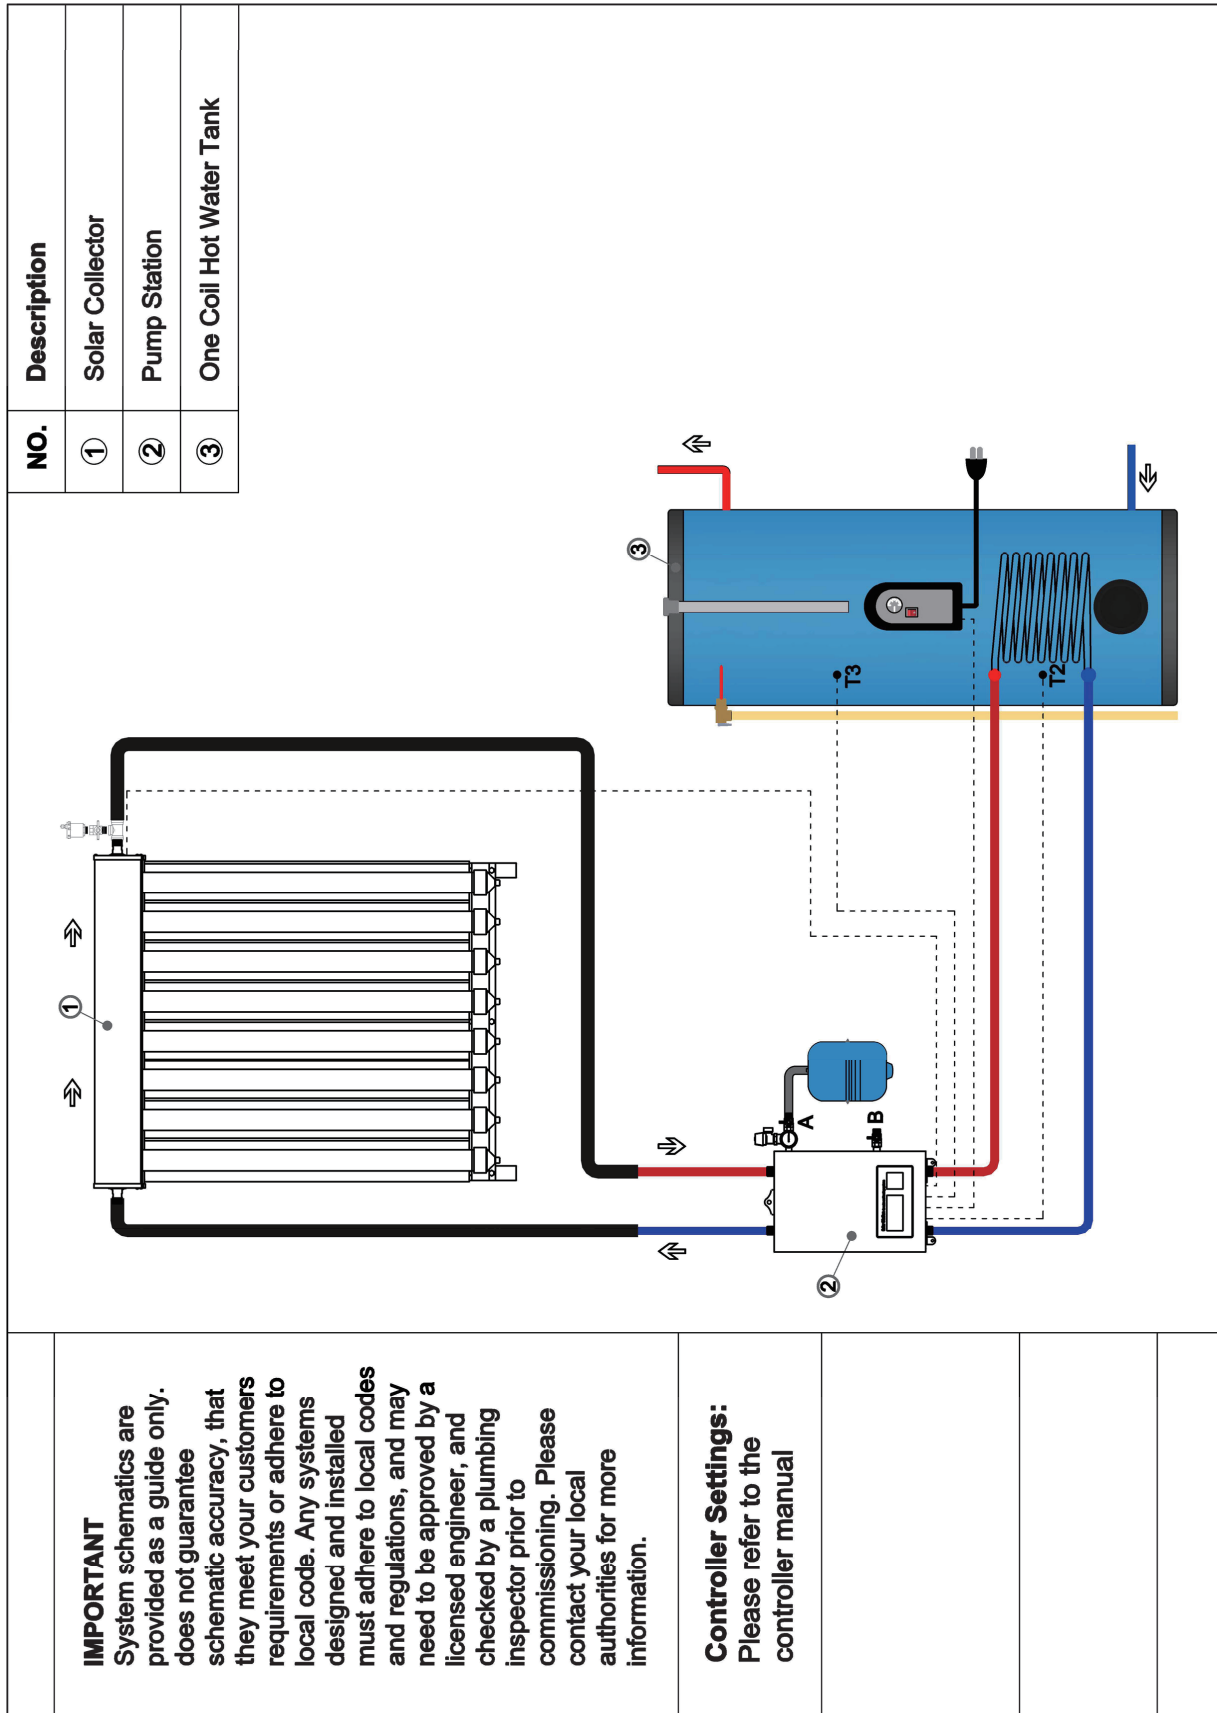 IMPORTANT
System schematics are
provided as a guide only.
does not guarantee
schematic accuracy, that
they meet your customers
requirements or adhere to
local code. Any systems
designed and installed
must adhere to local codes
and regulations, and may
need to be approved by a
licensed engineer, and
checked by a plumbing
inspector prior to
commissioning. Please
contact your local
authorities for more
information.
Controller Settings:
Please refer to the
controller manual
①
②
A
B
③
T3
T2
NO. Description
① Solar Collector
② Pump Station
③ One Coil Hot Water Tank